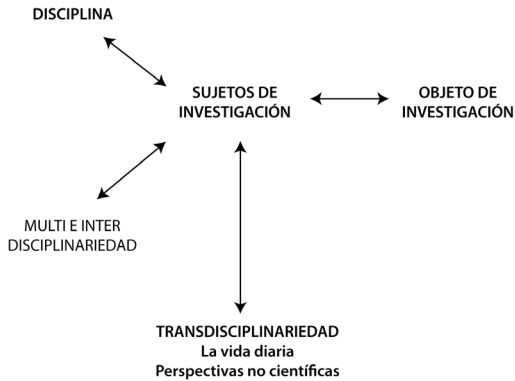 DISCIPLINA
SUJETOS DE
INVESTIGACIÓN
OBJETO DE
INVESTIGACIÓN
MULTI E INTER
DISCIPLINARIEDAD
TRANSDISCIPLINARIEDAD
La vida diaria
Perspectivas no científicas